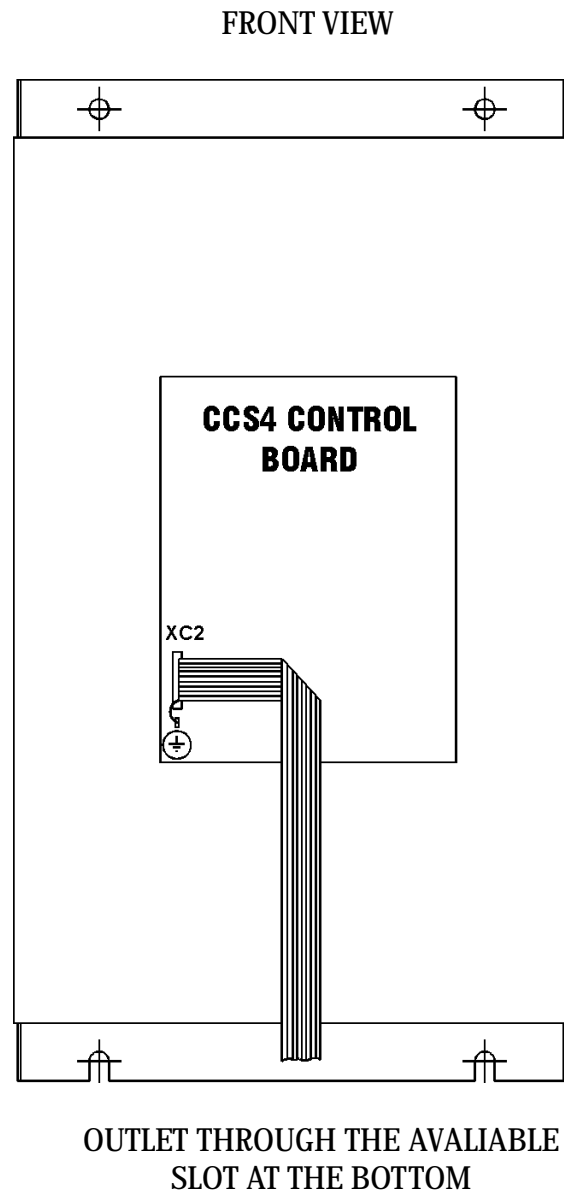 FRONT VIEW
CCS4 CONTROL
BOARD
XC2
OUTLET THROUGH THE AVALIABLE
SLOT AT THE BOTTOM